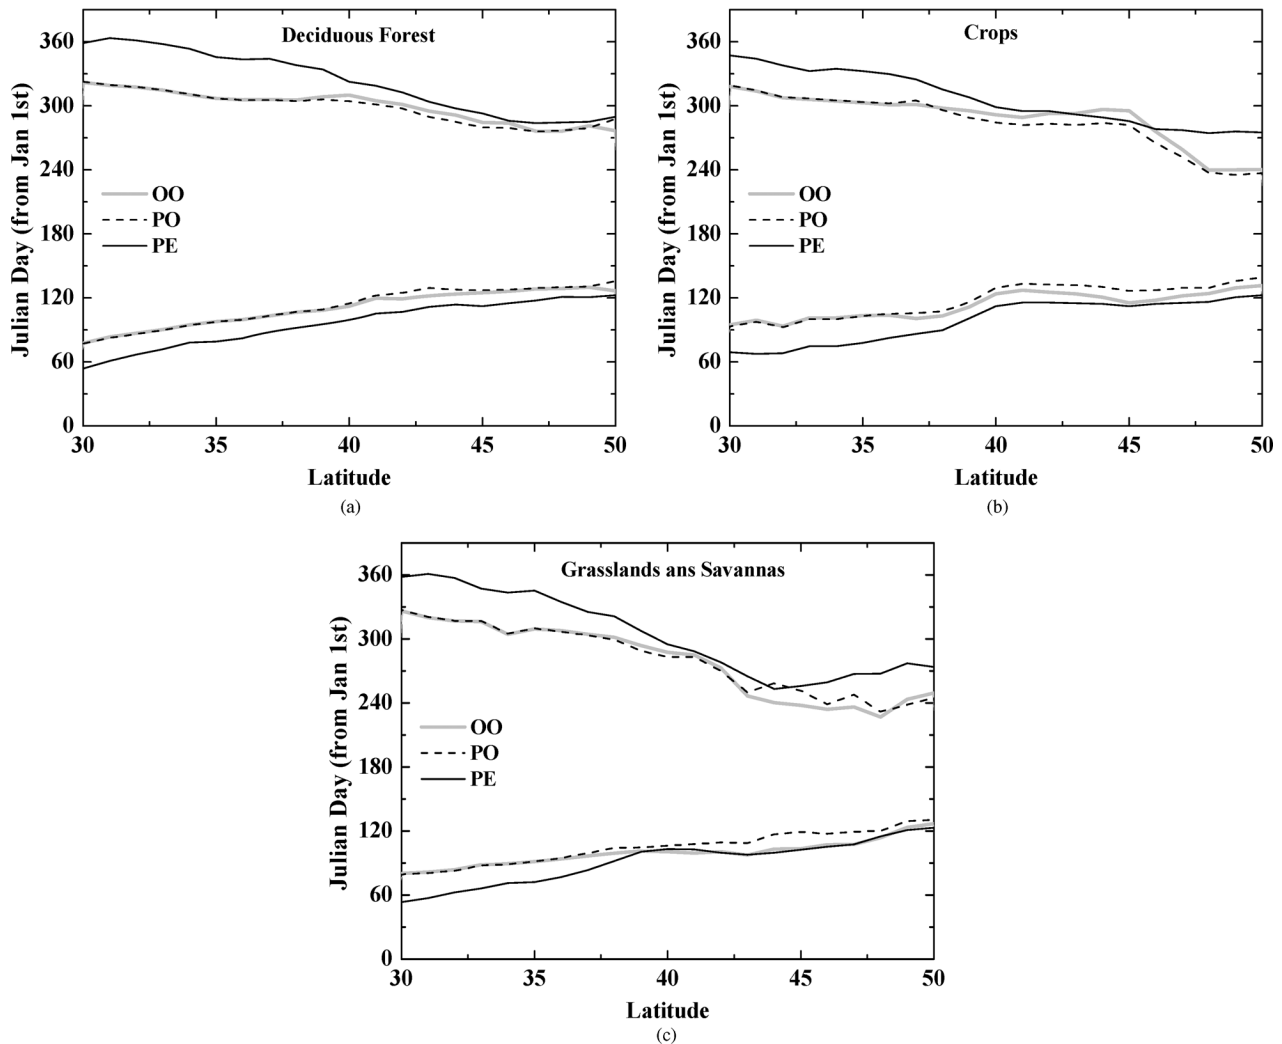 Deciduous Forest
Julian Day (from Jan 1st)
360
300
240
180
120
60
0
OO
PO
PE
30 35 40 45 50
Latitude
(a)
Crops
Julian Day (from Jan 1st)
360
300
240
180
120
60
0
OO
PO
PE
30 35 40 45 50
Latitude
(b)
Grasslands ans Savannas
Julian Day (from Jan 1st)
360
300
240
180
120
60
0
OO
PO
PE
30 35 40 45 50
Latitude
(c)